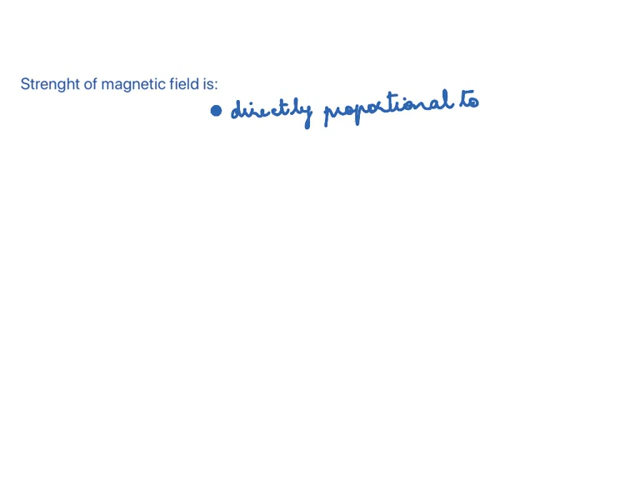 Strenght of magnetic field is:
● directly proportional to